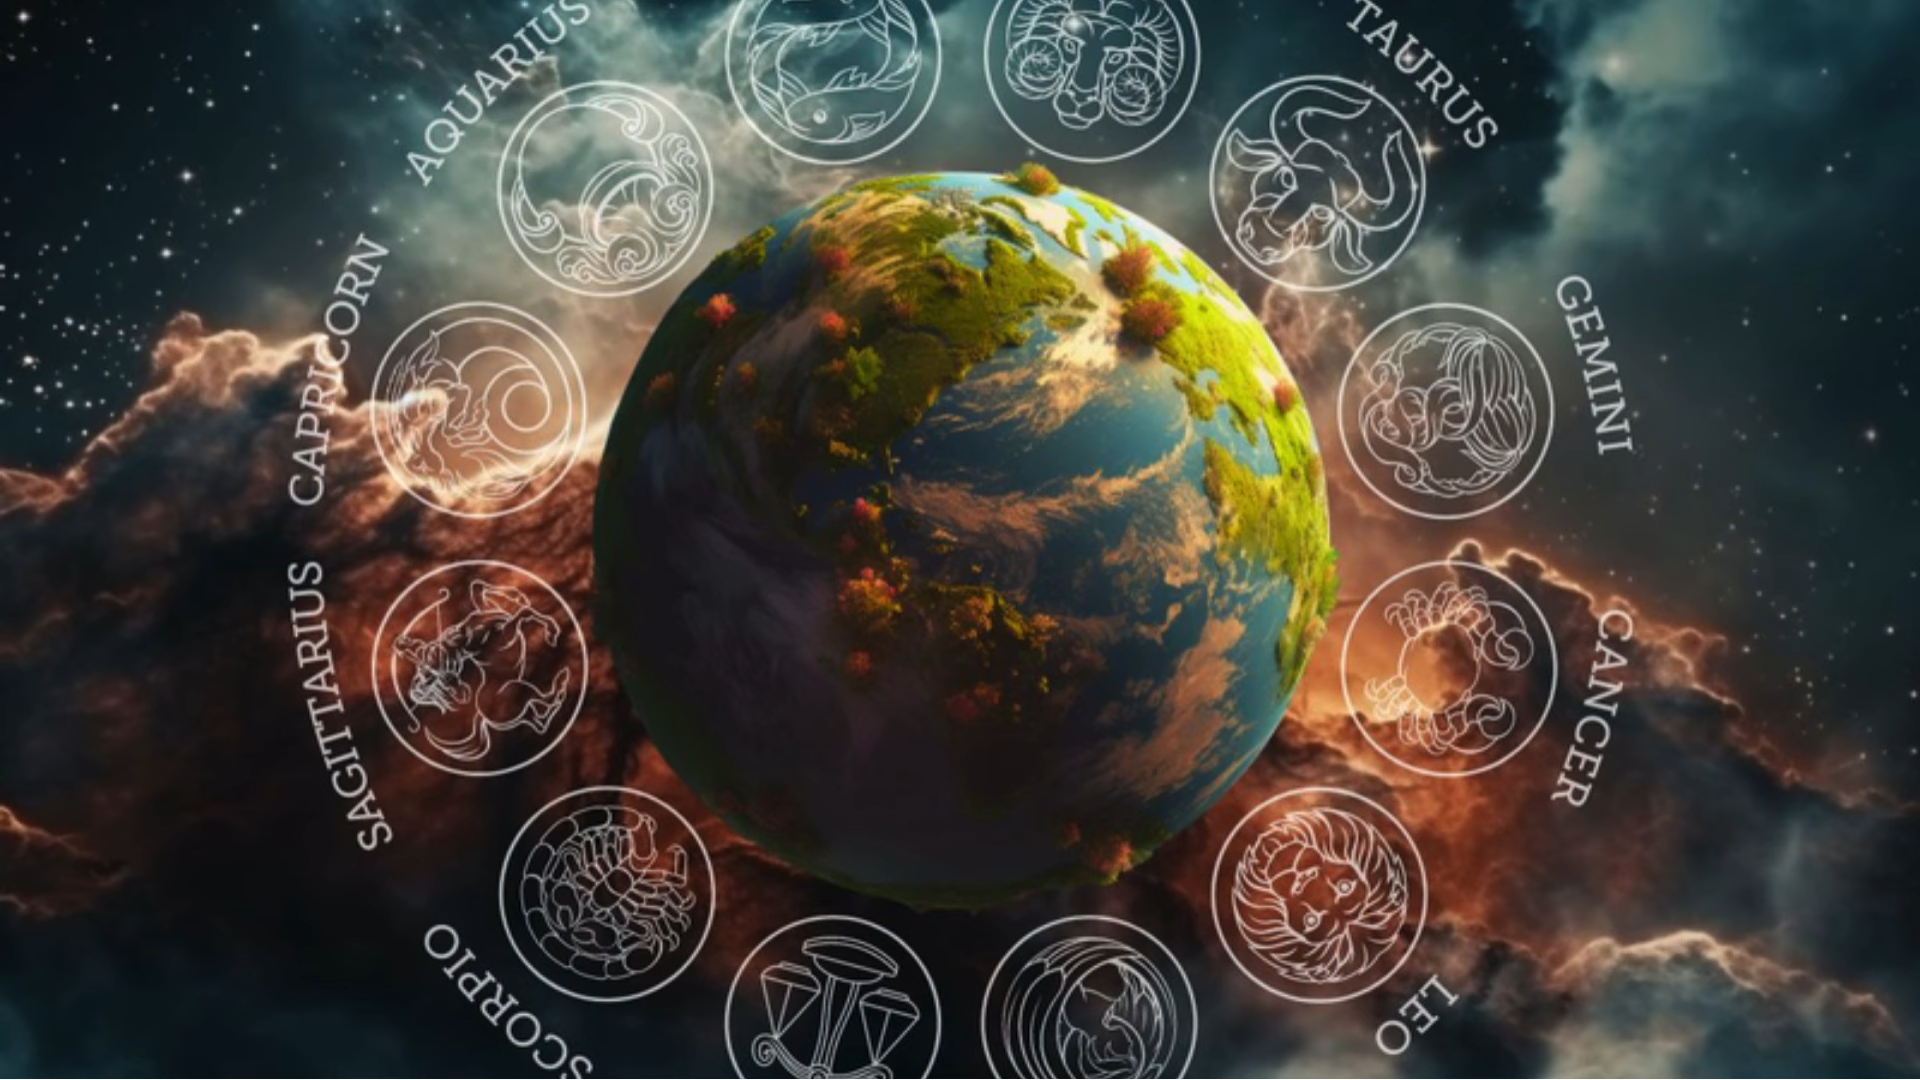 AQUARIUS
TAURUS
CAPRICORN
GEMINI
SAGITTARIUS
CANCER
SCORPIO
LEO